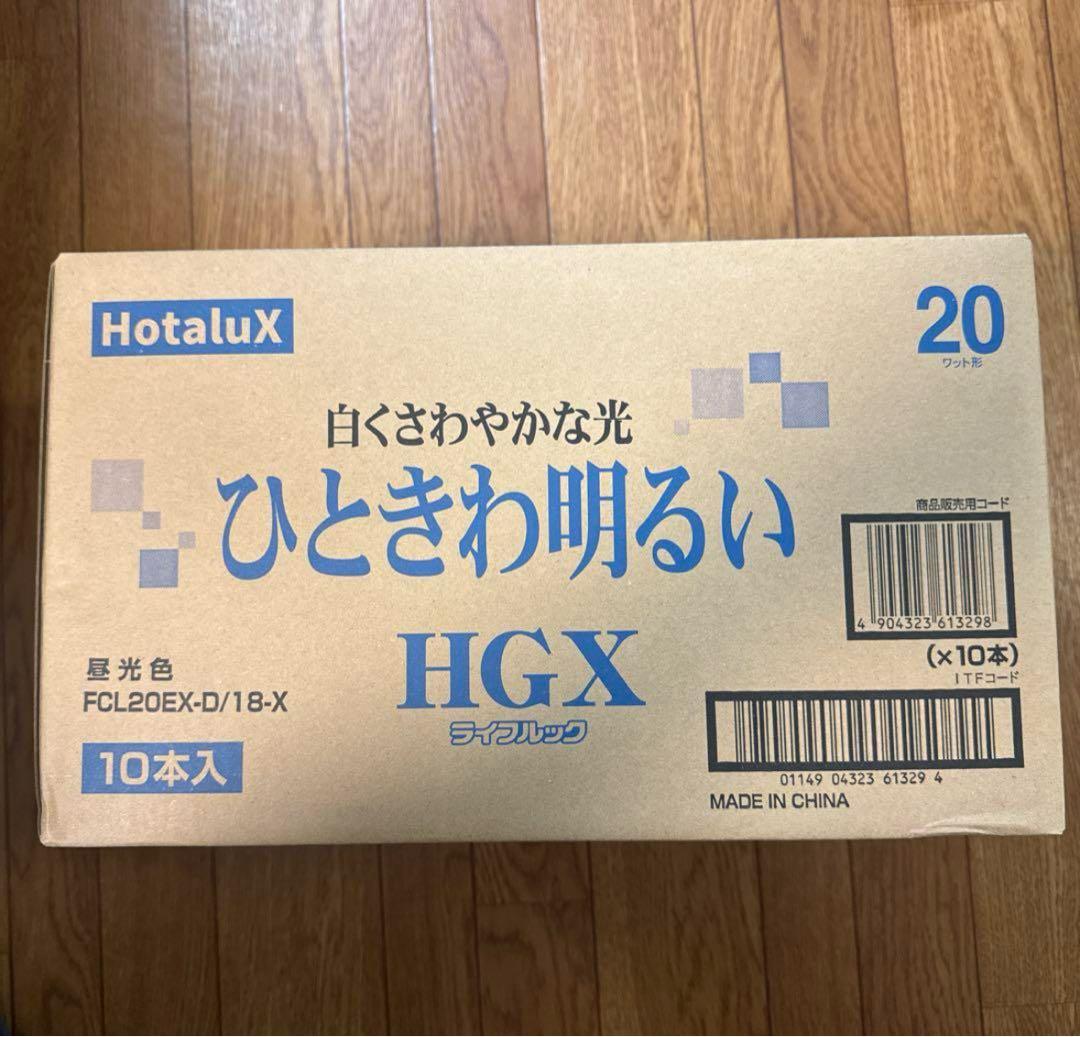 HotaluX
20
ワット形
白くさわやかな光
ひときわ明るい
商品販売用コード
4 904323 613298
(×10本)
ITFコード
昼光色
FCL20EX-D/18-X
HGX
ライフルック
10本入
01149 04323 61329 4
MADE IN CHINA